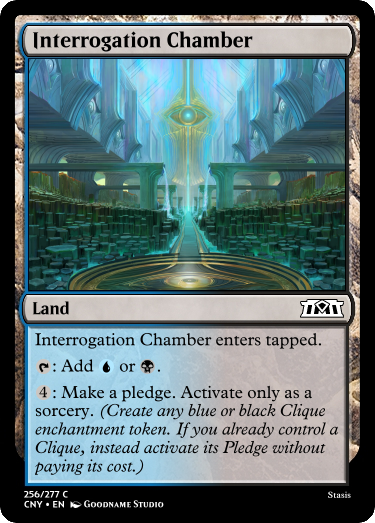 Interrogation Chamber
Land
Interrogation Chamber enters tapped.
: Add or .
4: Make a pledge. Activate only as a
sorcery. (Create any blue or black Clique
enchantment token. If you already control a
Clique, instead activate its Pledge without
paying its cost.)
256/277 C
Stasis
CNY • EN Goodname Studio